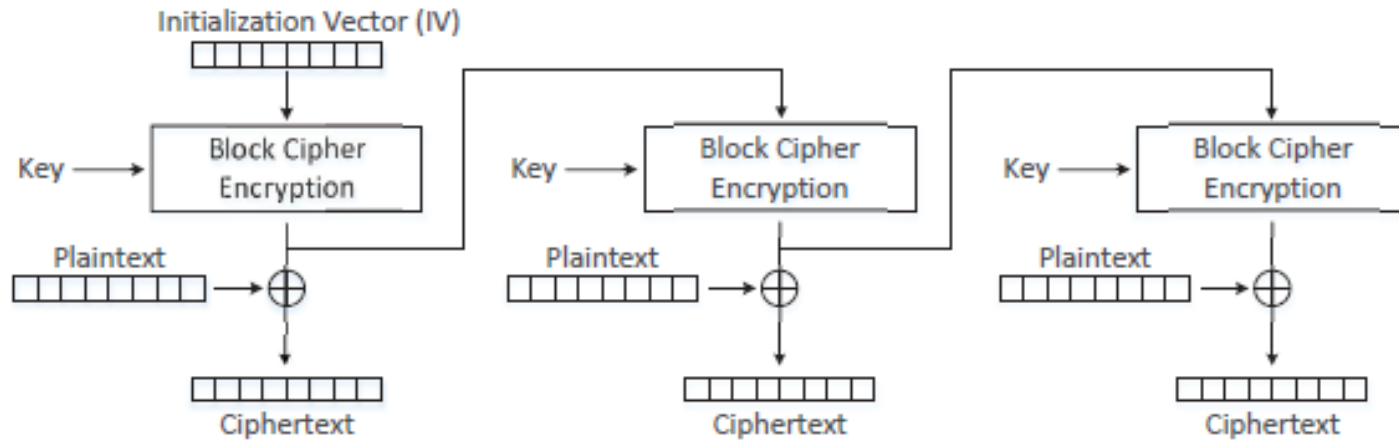 Initialization Vector (IV)
Key
Block Cipher
Encryption
Key
Block Cipher
Encryption
Key
Block Cipher
Encryption
Plaintext
Plaintext
Plaintext
Ciphertext
Ciphertext
Ciphertext